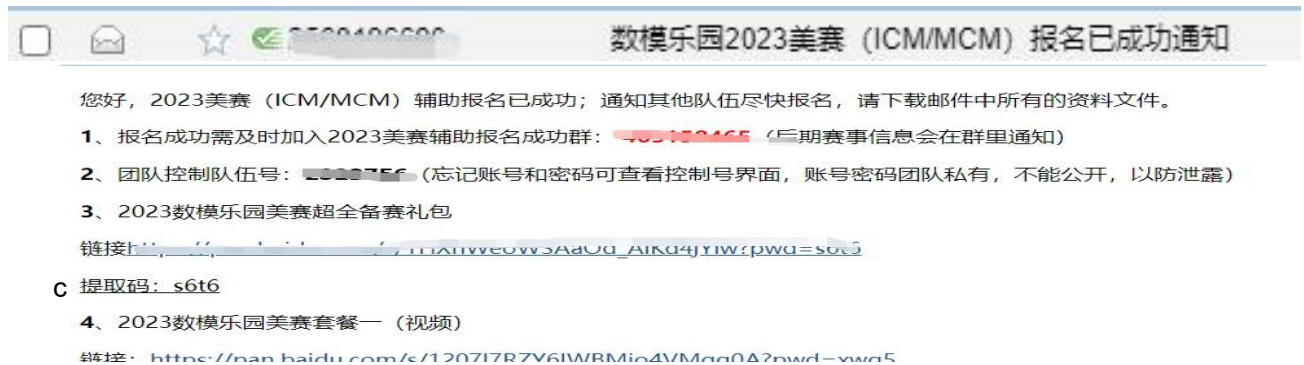 数模乐园2023美赛（ICM/MCM）报名已成功通知
您好，2023美赛（ICM/MCM）辅助报名已成功；通知其他队伍尽快报名，请下载邮件中所有的资料文件。
1、报名成功需及时加入2023美赛辅助报名成功群：（后期赛事信息会在群里通知）
2、团队控制队伍号：（忘记账号和密码可查看控制号界面，账号密码团队私有，不能公开，以防泄露）
3、2023数模乐园美赛超全备赛礼包
链接
c 提取码：s6t6
4、2023数模乐园美赛套餐一（视频）
链接：